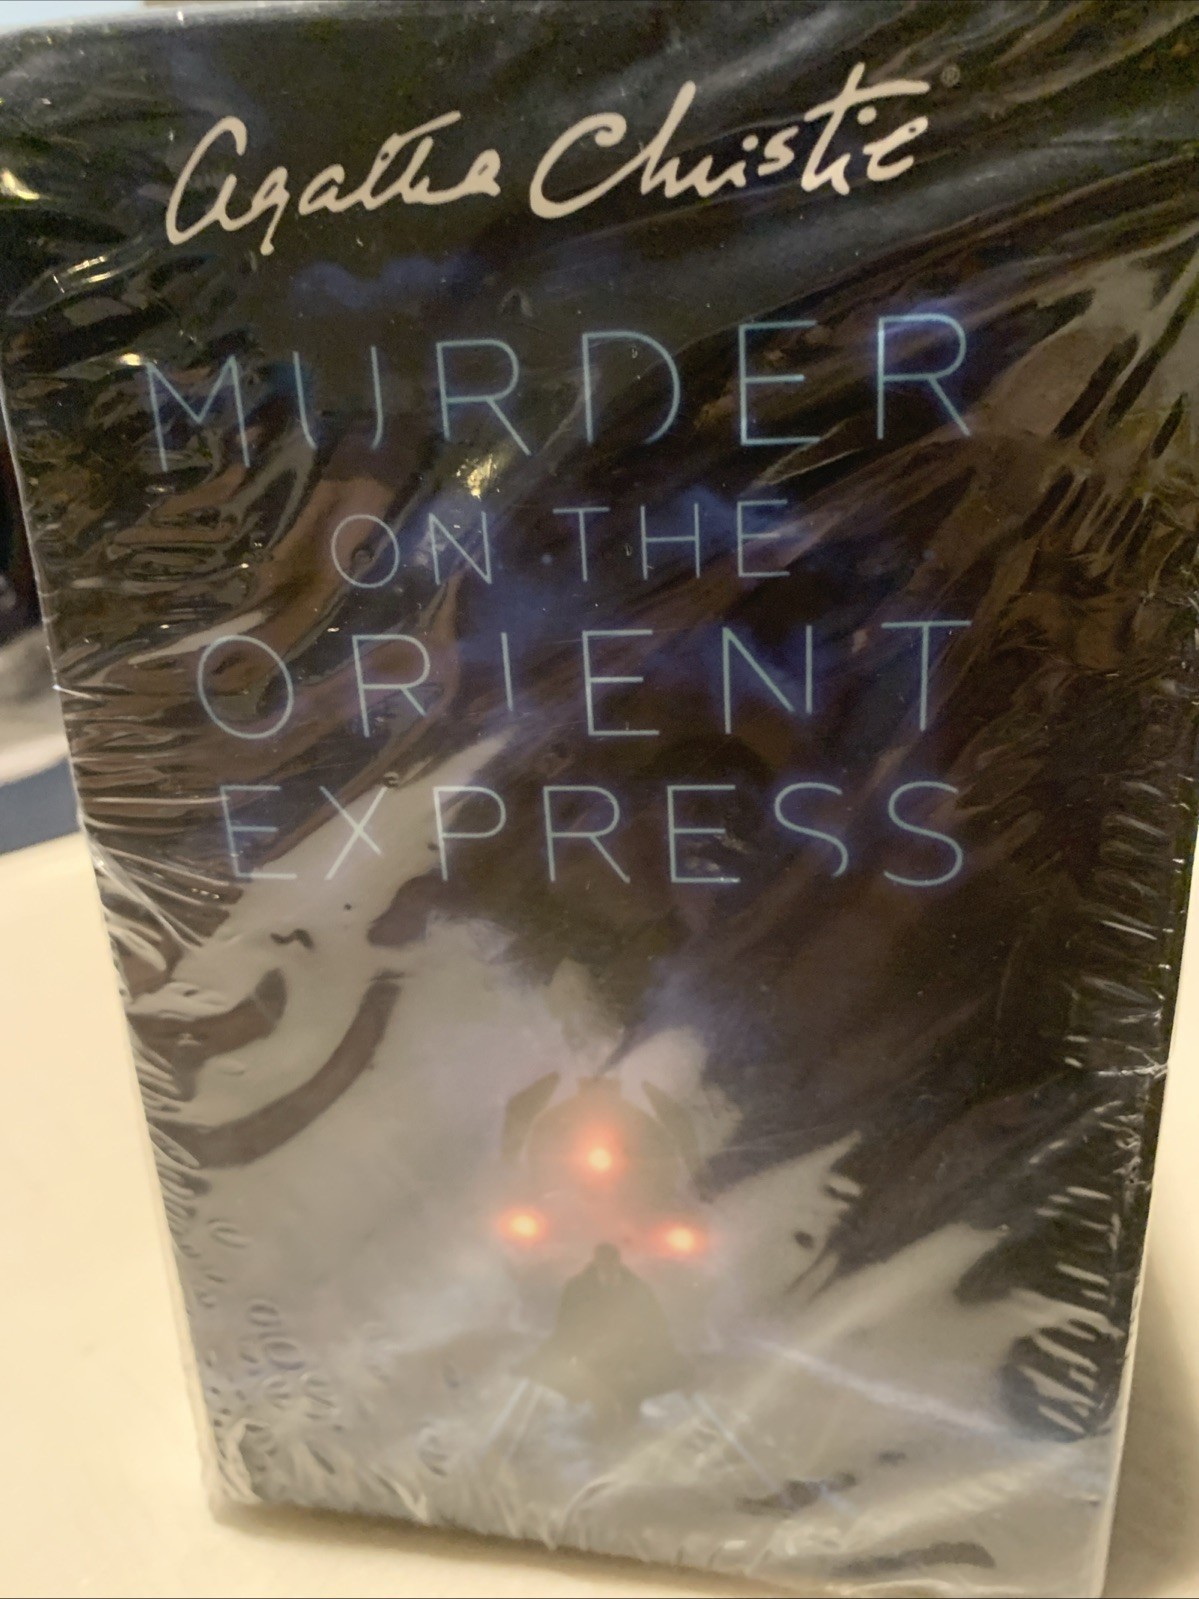 Agatha Christie®
MURDER
ON THE
ORIENT
EXPRESS